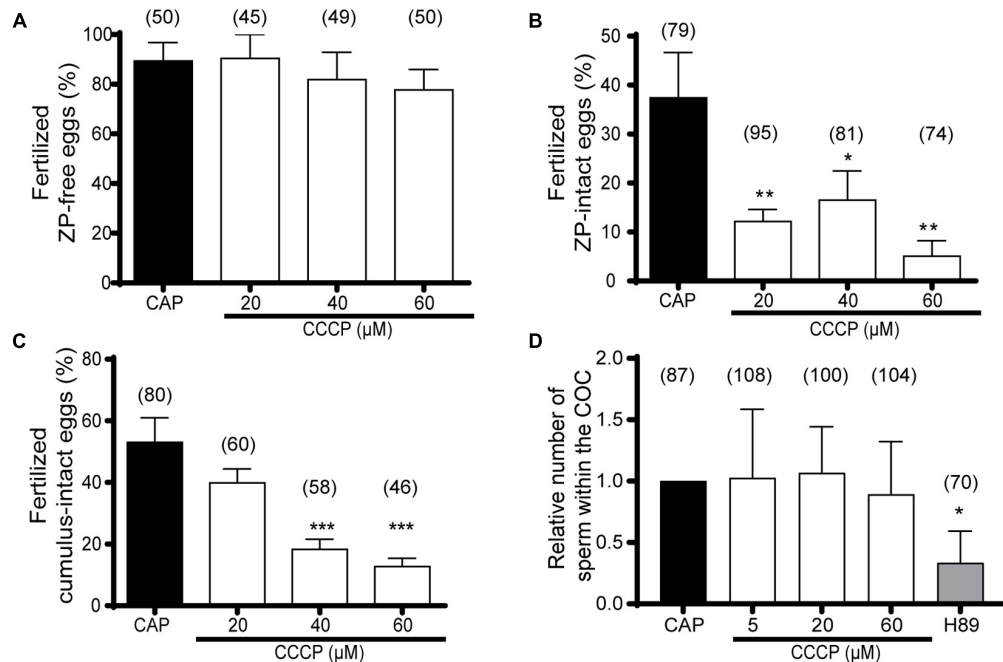 A
(50) (45) (49) (50)
Fertilized
ZP-free eggs (%)
100
80
60
40
20
0
CAP 20 40 60
CCCP (µM)
B
(79)
(95) (81) (74)
** * **
Fertilized
ZP-intact eggs (%)
50
40
30
20
10
0
CAP 20 40 60
CCCP (µM)
C
(80)
(60)
(58) (46)
*** ***
Fertilized
cumulus-intact eggs (%)
80
60
40
20
0
CAP 20 40 60
CCCP (µM)
D
(87) (108) (100) (104)
(70)
*
Relative number of
sperm within the COC
2.0
1.5
1.0
0.5
0.0
CAP 5 20 60 H89
CCCP (µM)